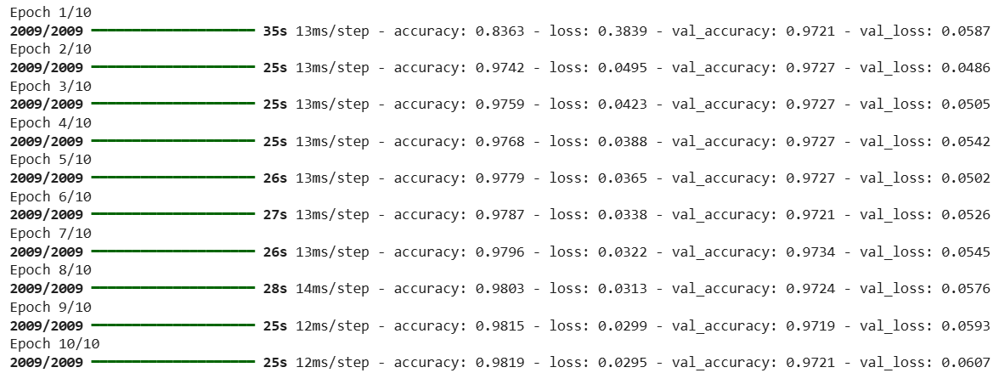 Epoch 1/10
2009/2009 ━━━━━━━━━━━━━━━━━━━━ 35s 13ms/step - accuracy: 0.8363 - loss: 0.3839 - val_accuracy: 0.9721 - val_loss: 0.0587
Epoch 2/10
2009/2009 ━━━━━━━━━━━━━━━━━━━━ 25s 13ms/step - accuracy: 0.9742 - loss: 0.0495 - val_accuracy: 0.9727 - val_loss: 0.0486
Epoch 3/10
2009/2009 ━━━━━━━━━━━━━━━━━━━━ 25s 13ms/step - accuracy: 0.9759 - loss: 0.0423 - val_accuracy: 0.9727 - val_loss: 0.0505
Epoch 4/10
2009/2009 ━━━━━━━━━━━━━━━━━━━━ 25s 13ms/step - accuracy: 0.9768 - loss: 0.0388 - val_accuracy: 0.9727 - val_loss: 0.0542
Epoch 5/10
2009/2009 ━━━━━━━━━━━━━━━━━━━━ 26s 13ms/step - accuracy: 0.9779 - loss: 0.0365 - val_accuracy: 0.9727 - val_loss: 0.0502
Epoch 6/10
2009/2009 ━━━━━━━━━━━━━━━━━━━━ 27s 13ms/step - accuracy: 0.9787 - loss: 0.0338 - val_accuracy: 0.9721 - val_loss: 0.0526
Epoch 7/10
2009/2009 ━━━━━━━━━━━━━━━━━━━━ 26s 13ms/step - accuracy: 0.9796 - loss: 0.0322 - val_accuracy: 0.9734 - val_loss: 0.0545
Epoch 8/10
2009/2009 ━━━━━━━━━━━━━━━━━━━━ 28s 14ms/step - accuracy: 0.9803 - loss: 0.0313 - val_accuracy: 0.9724 - val_loss: 0.0576
Epoch 9/10
2009/2009 ━━━━━━━━━━━━━━━━━━━━ 25s 12ms/step - accuracy: 0.9815 - loss: 0.0299 - val_accuracy: 0.9719 - val_loss: 0.0593
Epoch 10/10
2009/2009 ━━━━━━━━━━━━━━━━━━━━ 25s 12ms/step - accuracy: 0.9819 - loss: 0.0295 - val_accuracy: 0.9721 - val_loss: 0.0607